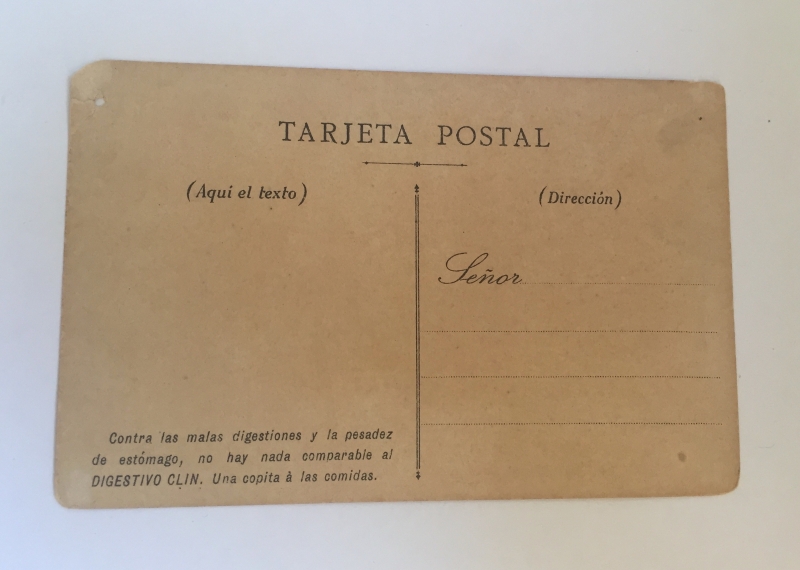 TARJETA POSTAL
(Aquí el texto)
(Dirección)
Señor
Contra las malas digestiones y la pesadez
de estómago, no hay nada comparable al
DIGESTIVO CLIN. Una copita à las comidas.